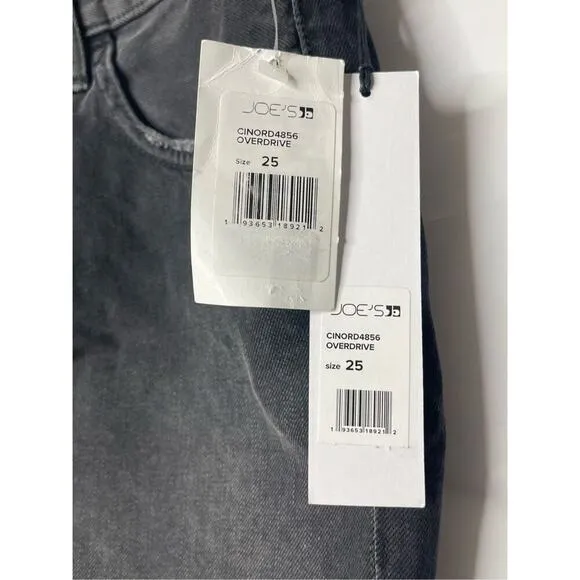 JOE'S
CINORD4856
OVERDRIVE
Size 25
1 93653 18921 2
JOE'S
CINORD4856
OVERDRIVE
size 25
1 93653 18921 2